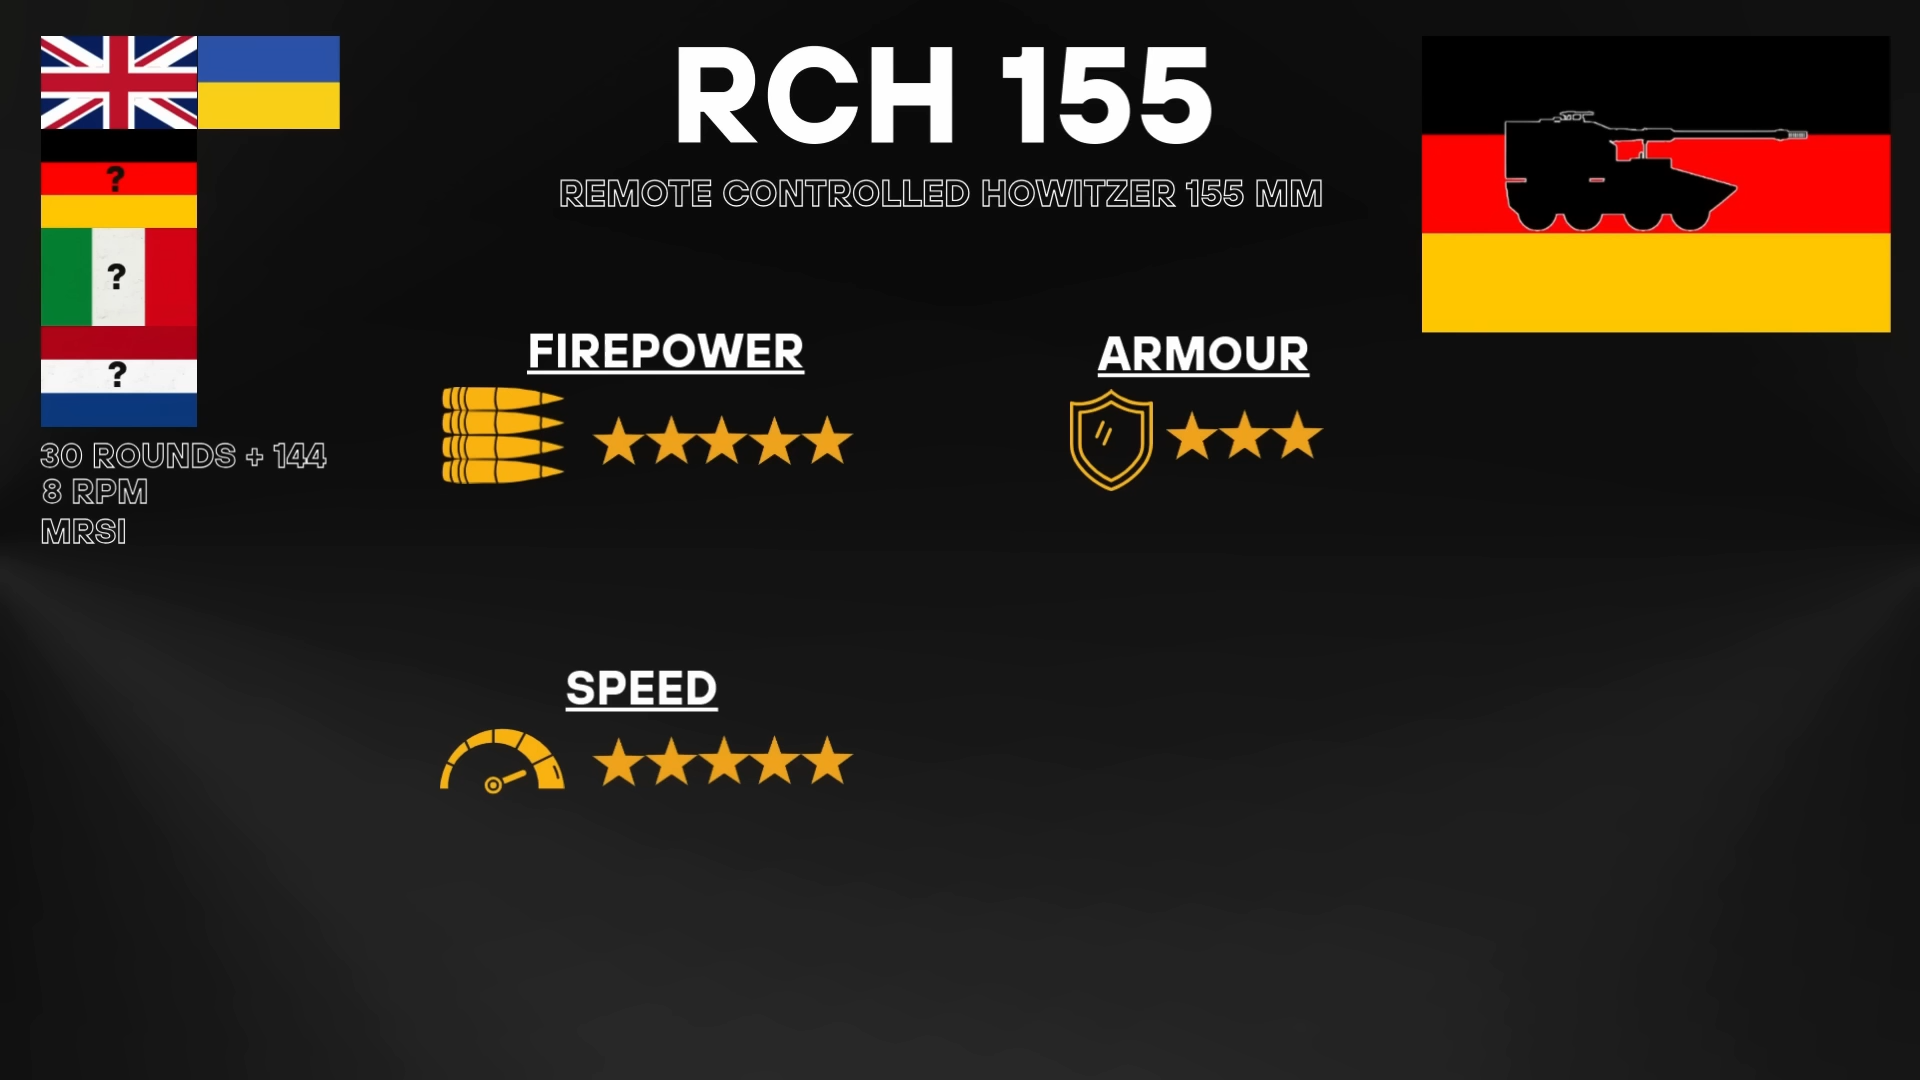 RCH 155
REMOTE CONTROLLED HOWITZER 155 MM
?
?
?
30 ROUNDS + 144
8 RPM
MRSI
FIREPOWER
ARMOUR
SPEED